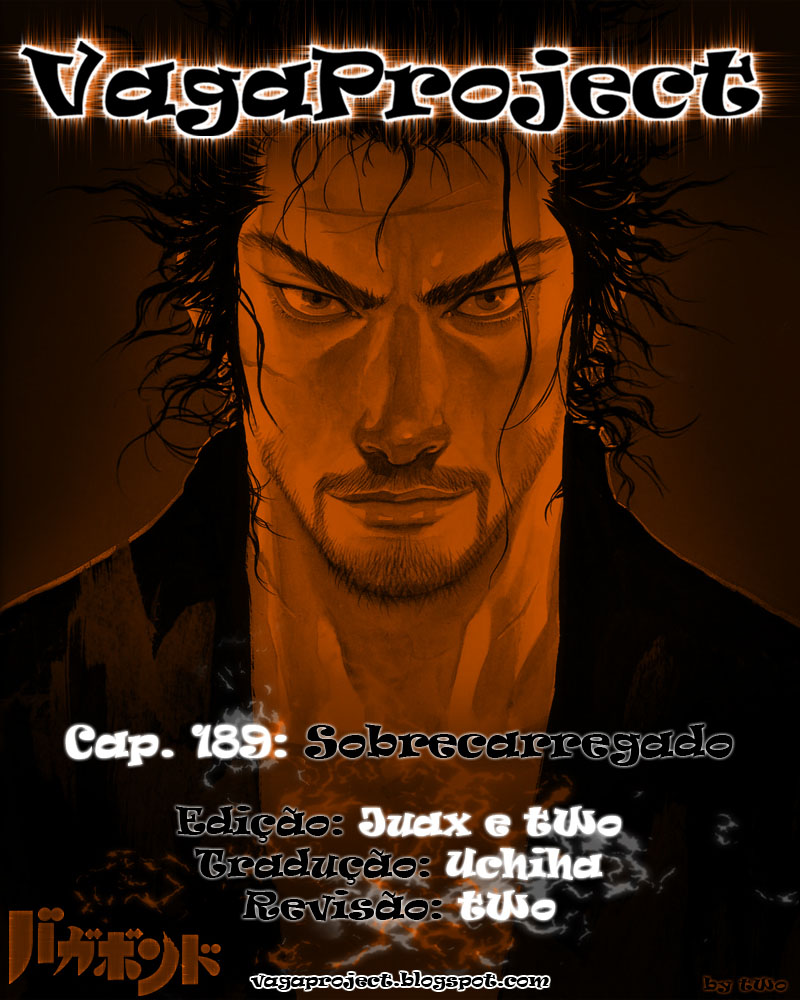 VagaProject
Cap. 189: Sobrecarregado
Edição: Juax e tWo
Tradução: Uchiha
Revisão: tWo
バガボンド
vagaproject.blogspot.com
by tWo